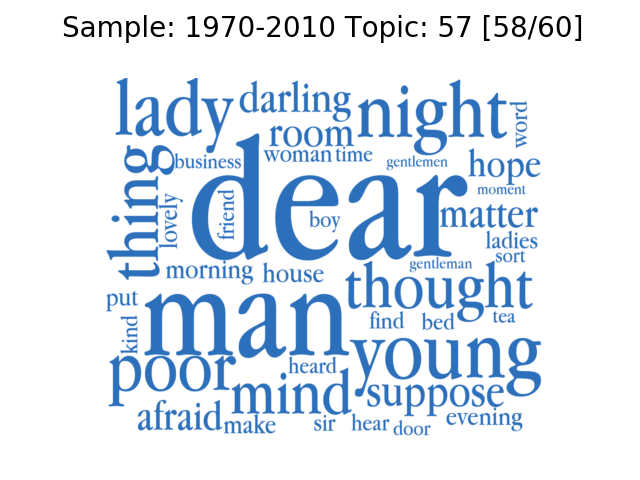 Sample: 1970-2010 Topic: 57 [58/60]
lady darling night word
room
business woman time gentlemen hope
thing lovely friend dear boy moment
matter
ladies
morning house gentleman sort
put man thought
kind find bed tea
poor heard young
mind suppose
afraid make sir hear door evening